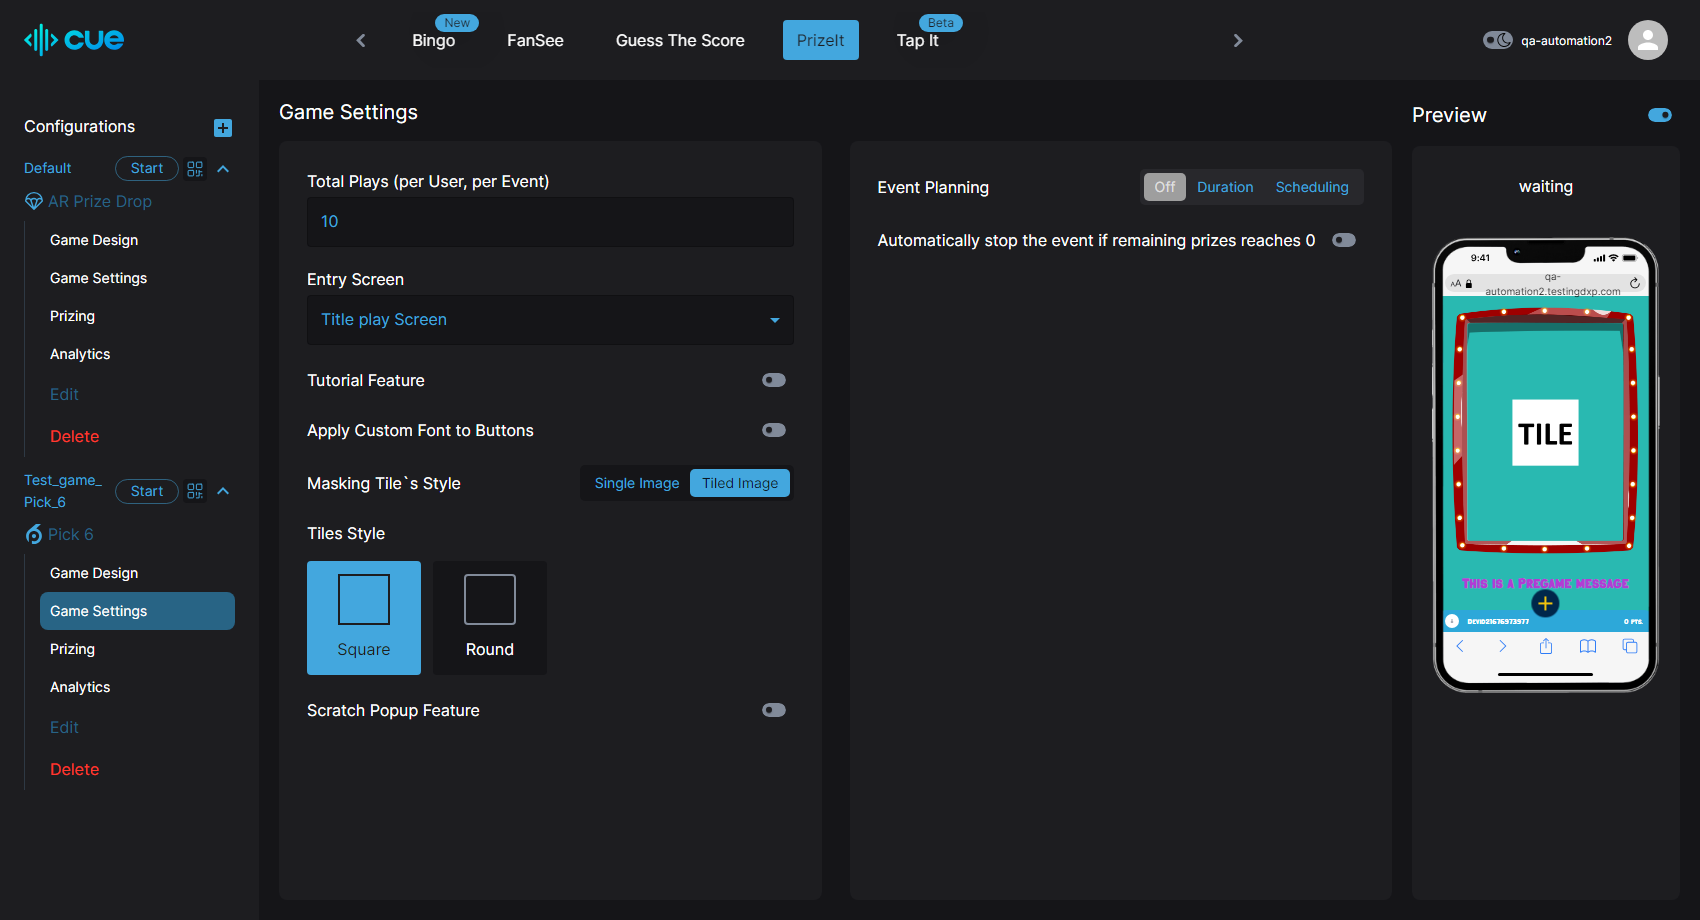 cue
New
Bingo
FanSee
Guess The Score
PrizeIt
Beta
Tap It
qa-automation2
Configurations
Default
Start
AR Prize Drop
Game Design
Game Settings
Prizing
Analytics
Edit
Delete
Test_game_
Pick_6
Start
Pick 6
Game Design
Game Settings
Prizing
Analytics
Edit
Delete
Game Settings
Total Plays (per User, per Event)
10
Entry Screen
Title play Screen
Tutorial Feature
Apply Custom Font to Buttons
Masking Tile`s Style
Single Image
Tiled Image
Tiles Style
Square
Round
Scratch Popup Feature
Event Planning
Off
Duration
Scheduling
Automatically stop the event if remaining prizes reaches 0
Preview
waiting
9:41
AA
qa-
automation2.testingdxp.com
TILE
This is a Pregame message
0 PTS.